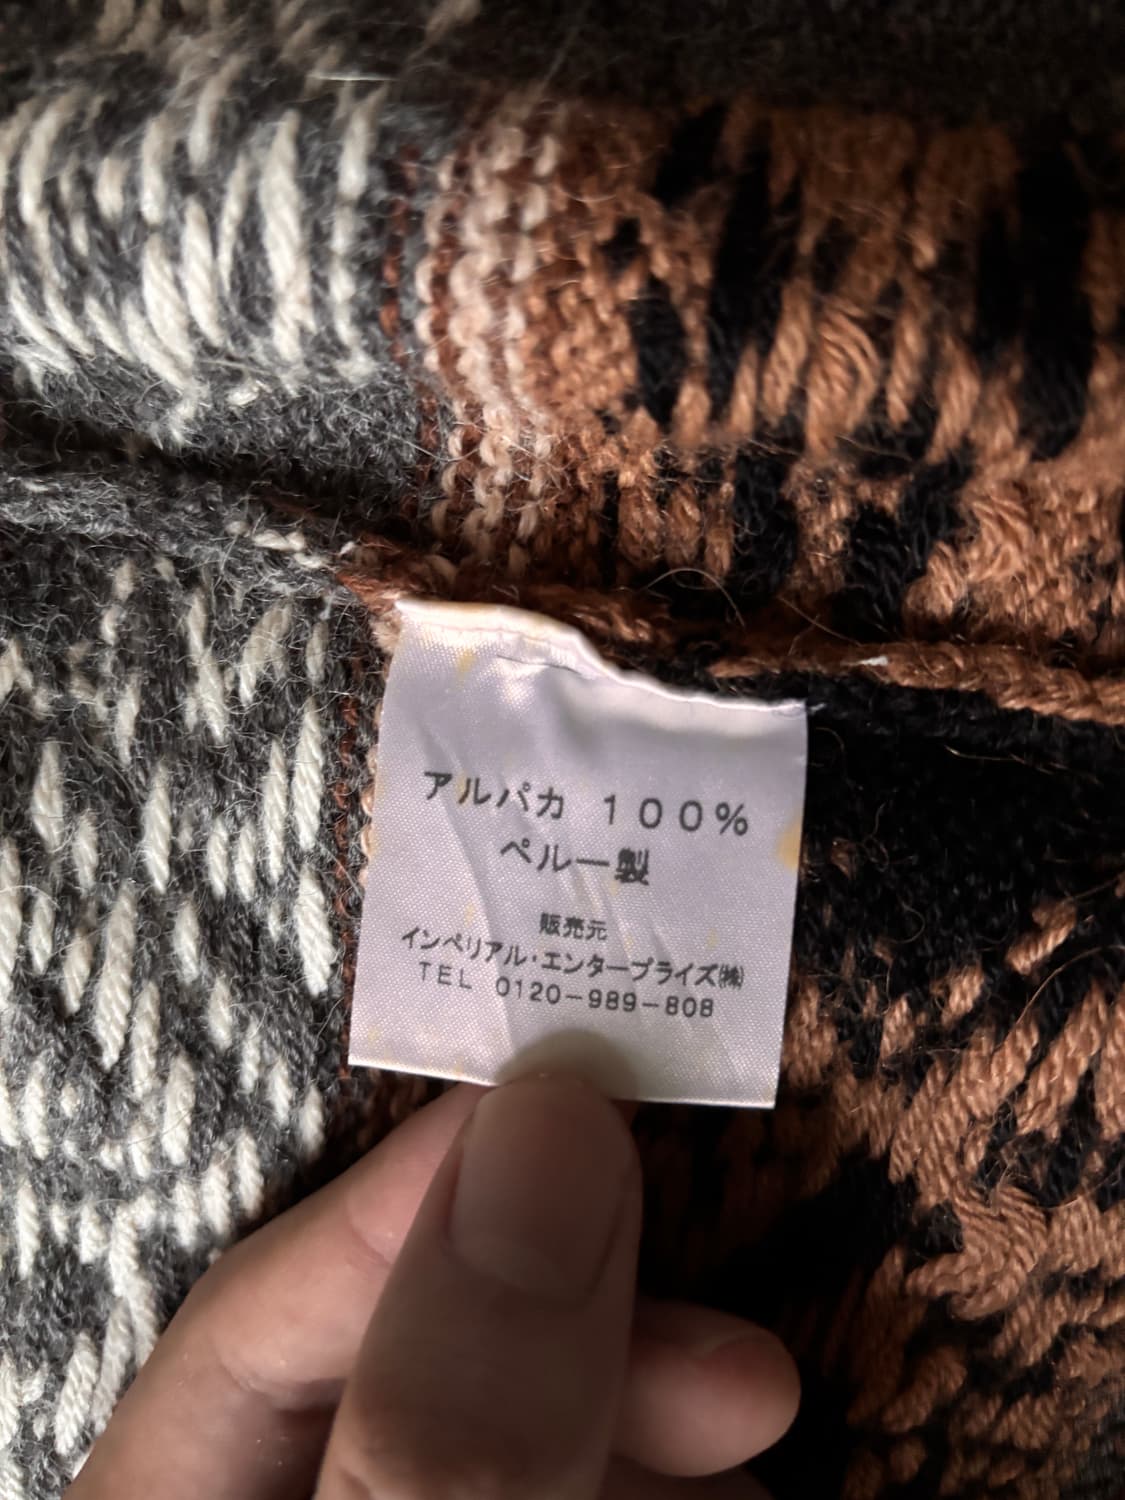 アルパカ １００％
ペルー製
販売元
インペリアル・エンタープライズ㈱
TEL 0120－989－808